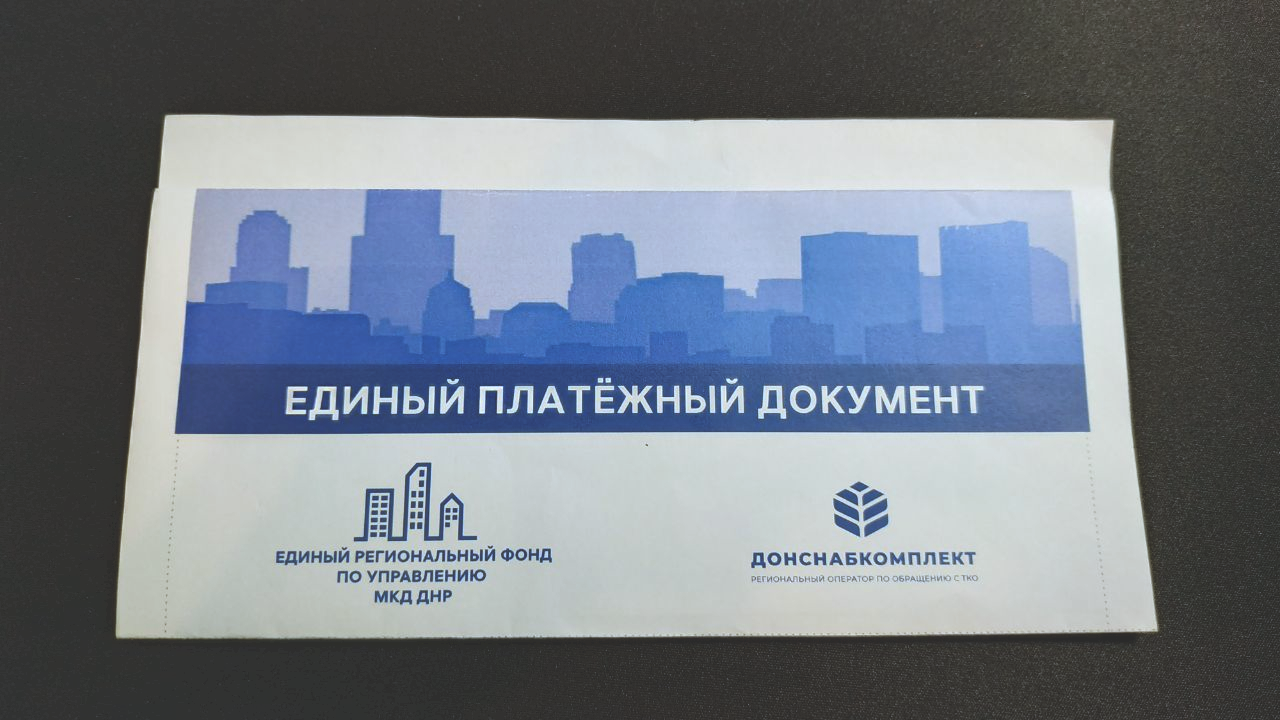 ЕДИНЫЙ ПЛАТЁЖНЫЙ ДОКУМЕНТ
ЕДИНЫЙ РЕГИОНАЛЬНЫЙ ФОНД
ПО УПРАВЛЕНИЮ
МКД ДНР
ДОНСНАБКОМПЛЕКТ
РЕГИОНАЛЬНЫЙ ОПЕРАТОР ПО ОБРАЩЕНИЮ С ТКО